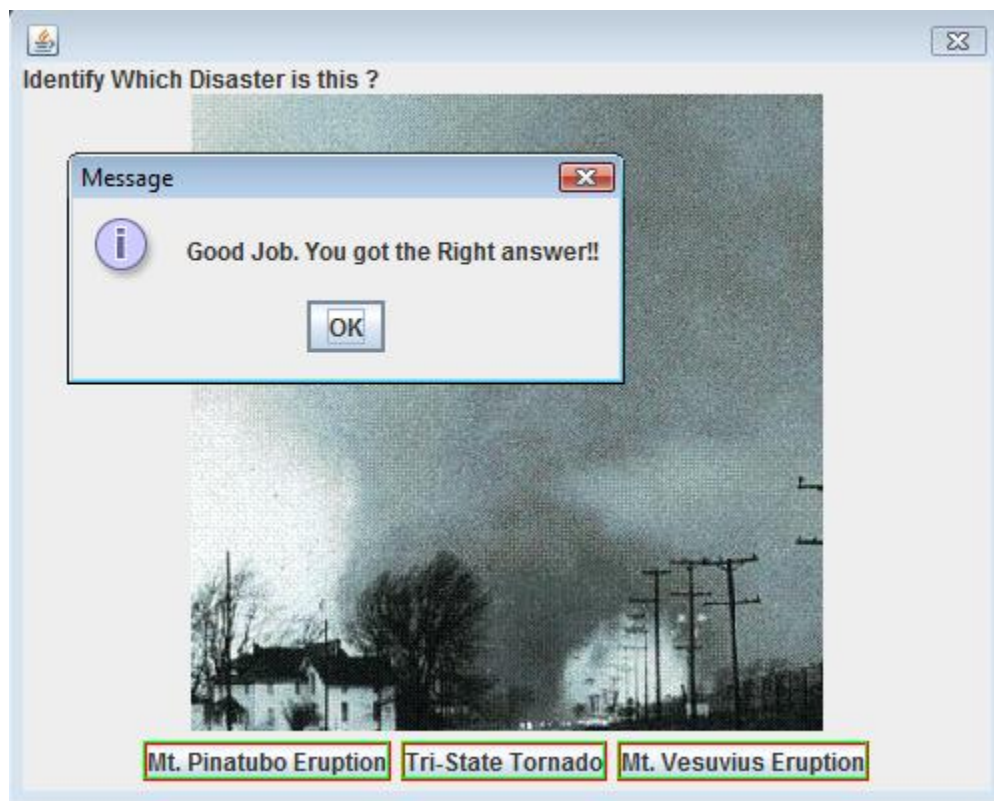 Identify Which Disaster is this ?
Message
Good Job. You got the Right answer!!
OK
Mt. Pinatubo Eruption Tri-State Tornado Mt. Vesuvius Eruption